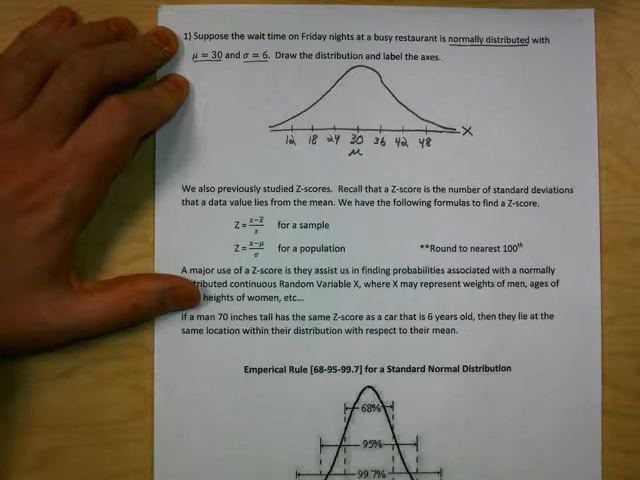 1) Suppose the wait time on Friday nights at a busy restaurant is normally distributed with
μ = 30 and σ = 6. Draw the distribution and label the axes.
12 18 24 30 36 42 48 X
μ
We also previously studied Z-scores. Recall that a Z-score is the number of standard deviations
that a data value lies from the mean. We have the following formulas to find a Z-score.
Z = (x − x̄)/s for a sample
Z = (x − μ)/σ for a population **Round to nearest 100th
A major use of a Z-score is they assist us in finding probabilities associated with a normally
tributed continuous Random Variable X, where X may represent weights of men, ages of
heights of women, etc...
If a man 70 inches tall has the same Z-score as a car that is 6 years old, then they lie at the
same location within their distribution with respect to their mean.
Emperical Rule [68-95-99.7] for a Standard Normal Distribution
68%
95%
99.7%